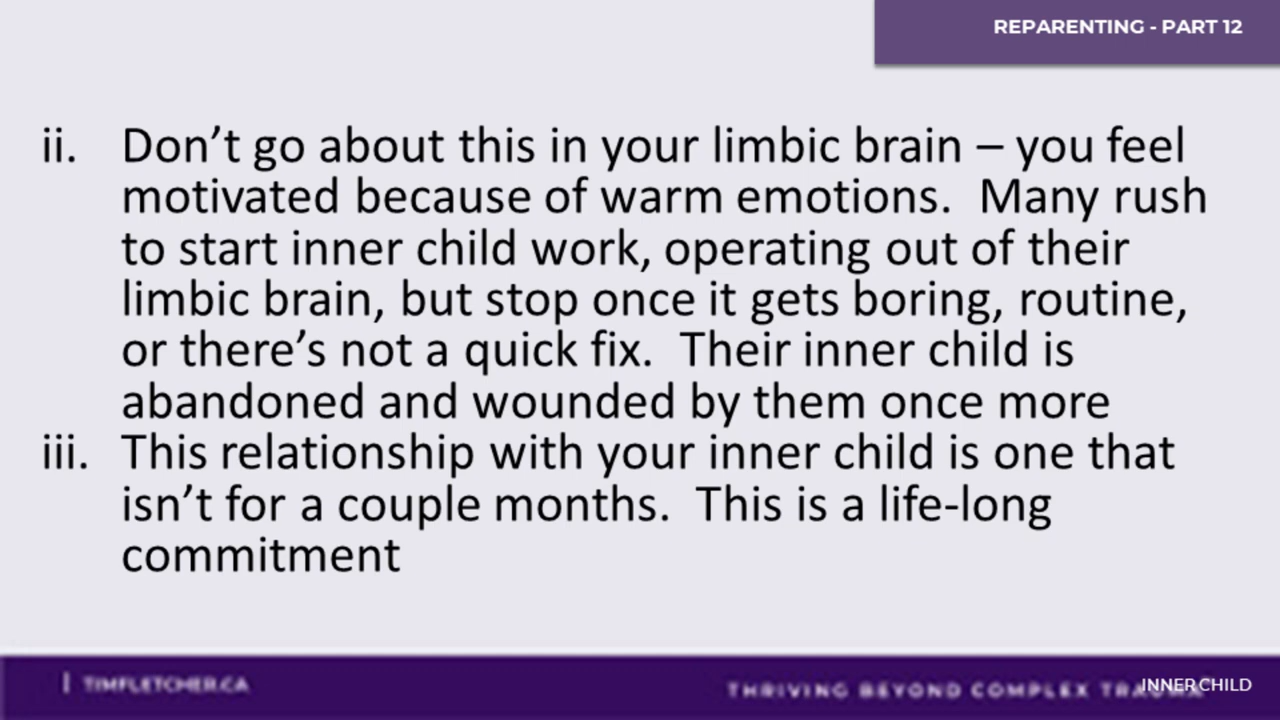 REPARENTING - PART 12
ii. Don’t go about this in your limbic brain – you feel
motivated because of warm emotions.  Many rush
to start inner child work, operating out of their
limbic brain, but stop once it gets boring, routine,
or there’s not a quick fix.  Their inner child is
abandoned and wounded by them once more
iii. This relationship with your inner child is one that
isn’t for a couple months.  This is a life-long
commitment
| TIMFLETCHER.CA
THRIVING BEYOND COMPLEX
INNER CHILD